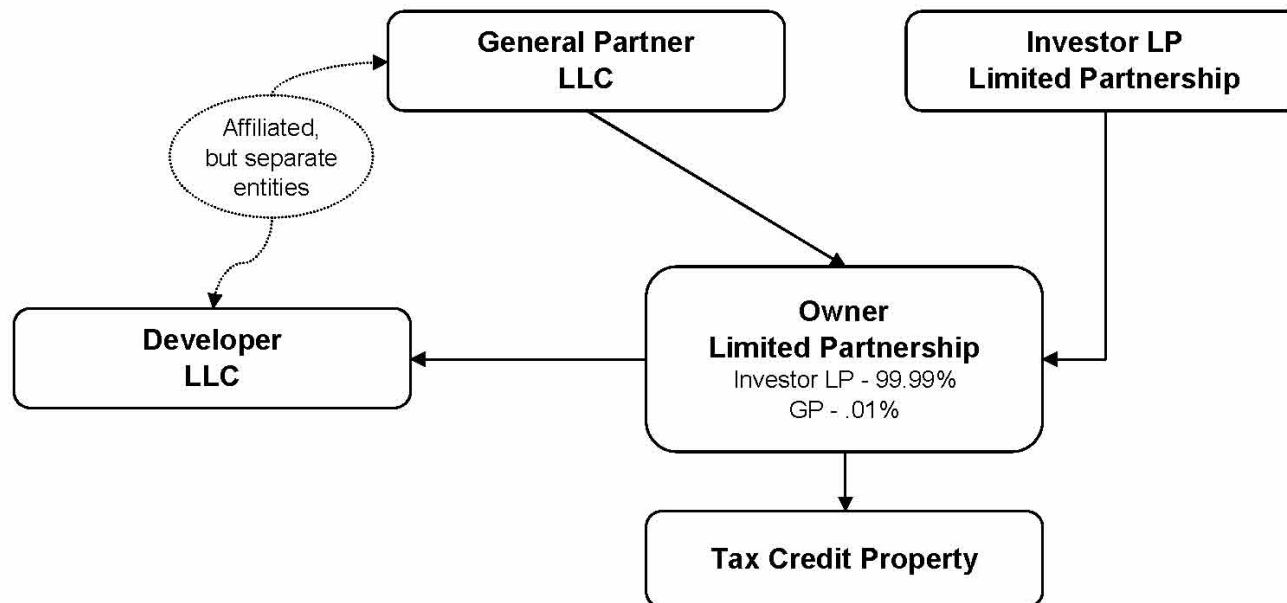 General Partner
LLC
Investor LP
Limited Partnership
Affiliated,
but separate
entities
Developer
LLC
Owner
Limited Partnership
Investor LP - 99.99%
GP - .01%
Tax Credit Property